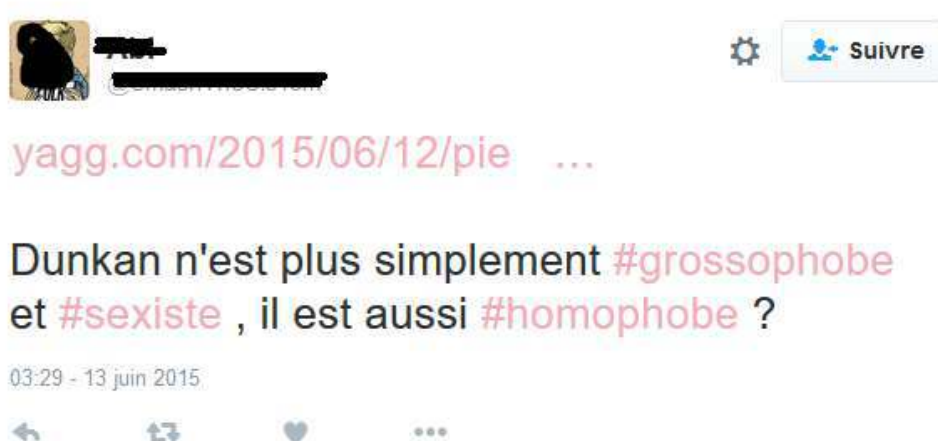 Suivre
yagg.com/2015/06/12/pie ...
Dunkan n'est plus simplement #grossophobe
et #sexiste , il est aussi #homophobe ?
03:29 - 13 juin 2015